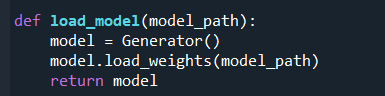 def load_model(model_path):
    model = Generator()
    model.load_weights(model_path)
    return model